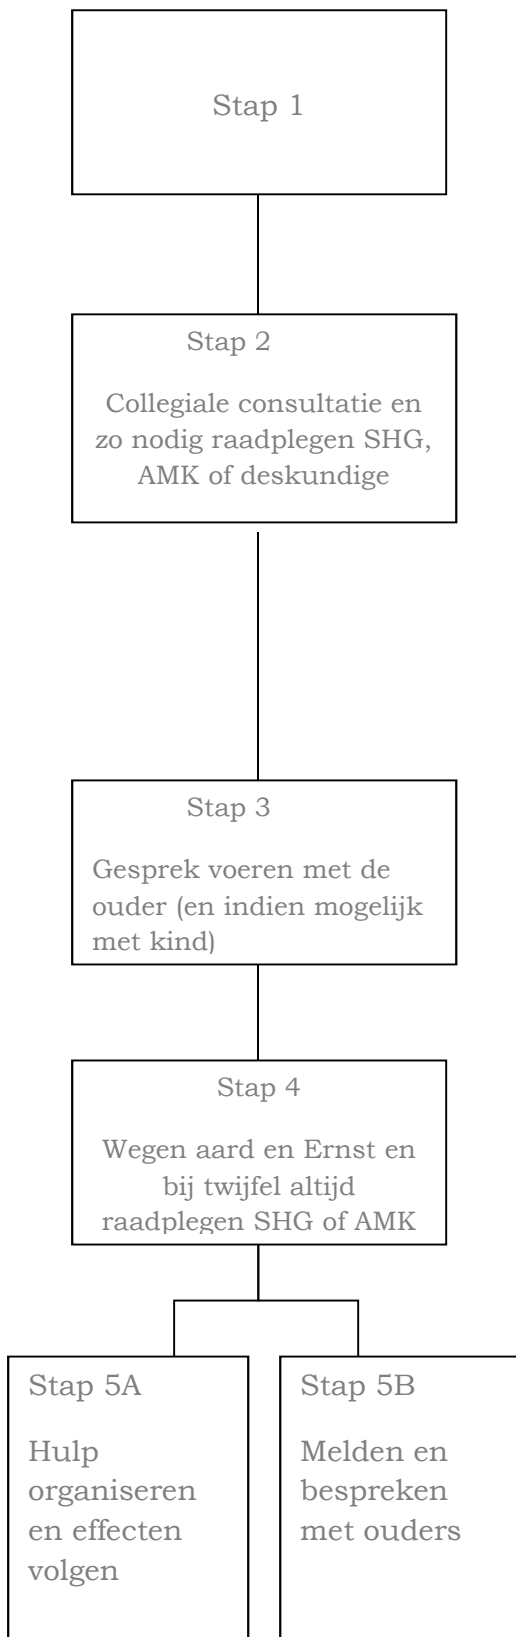 Stap 1
Stap 2
Collegiale consultatie en
zo nodig raadplegen SHG,
AMK of deskundige
Stap 3
Gesprek voeren met de
ouder (en indien mogelijk
met kind)
Stap 4
Wegen aard en Ernst en
bij twijfel altijd
raadplegen SHG of AMK
Stap 5A
Hulp
organiseren
en effecten
volgen
Stap 5B
Melden en
bespreken
met ouders